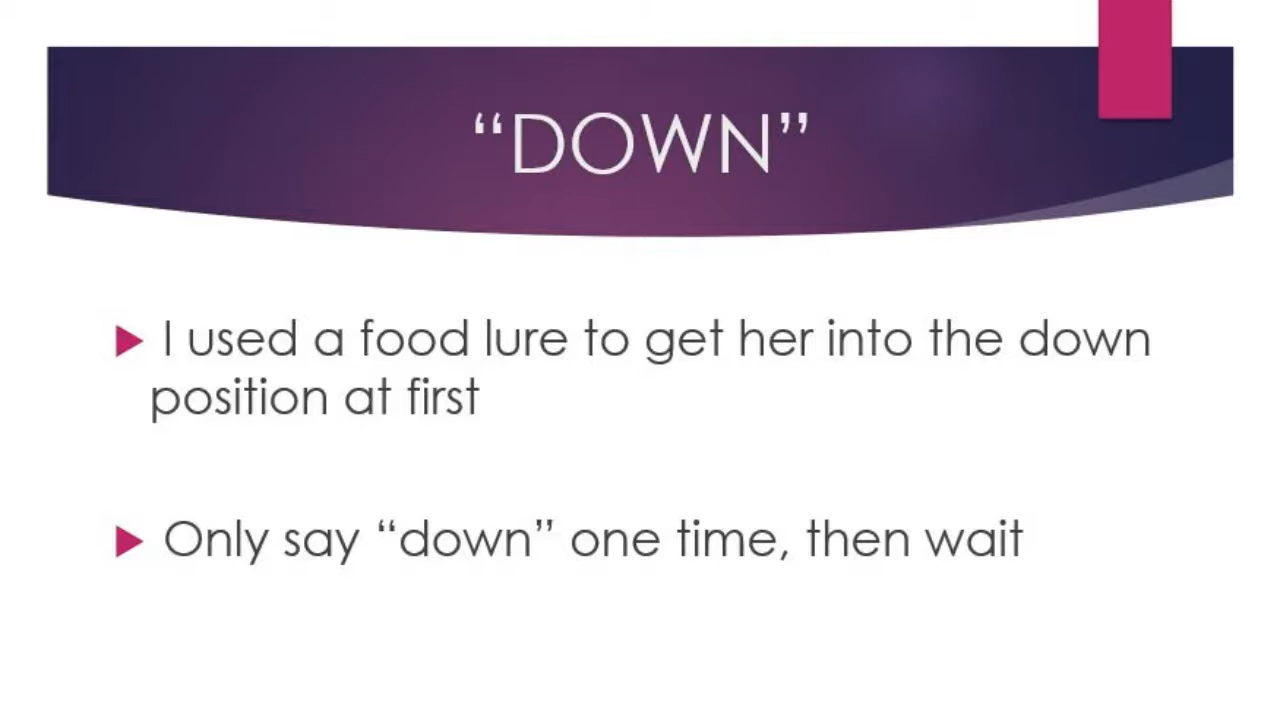 “DOWN”
I used a food lure to get her into the down
position at first
Only say “down” one time, then wait